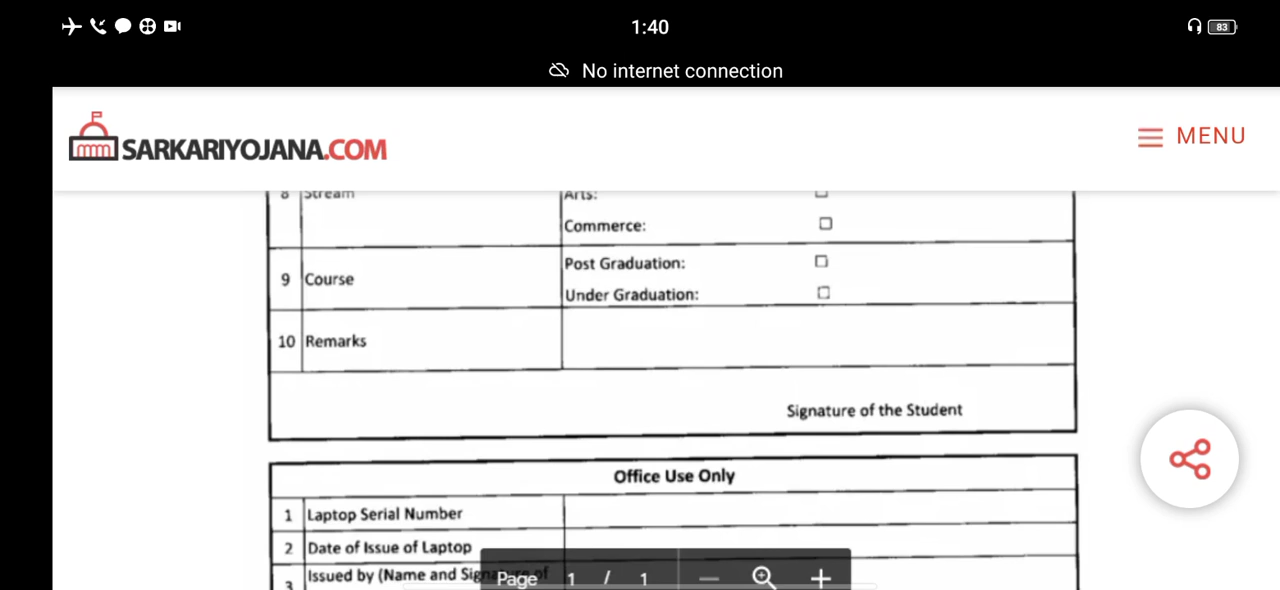 1:40
83
No internet connection
SARKARIYOJANA.COM
MENU
8 Stream
Arts:
Commerce:
9 Course
Post Graduation:
Under Graduation:
10 Remarks
Signature of the Student
Office Use Only
1 Laptop Serial Number
2 Date of Issue of Laptop
3 Issued by (Name and Signature of
Page 1 / 1